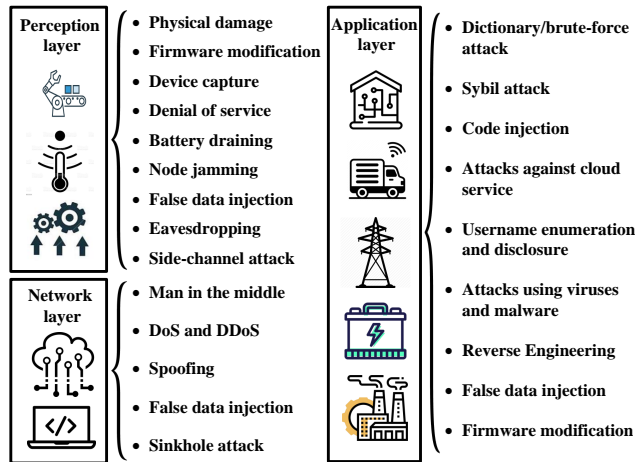 Perception
layer
• Physical damage
• Firmware modification
• Device capture
• Denial of service
• Battery draining
• Node jamming
• False data injection
• Eavesdropping
• Side-channel attack
Network
layer
</>
• Man in the middle
• DoS and DDoS
• Spoofing
• False data injection
• Sinkhole attack
Application
layer
• Dictionary/brute-force
attack
• Sybil attack
• Code injection
• Attacks against cloud
service
• Username enumeration
and disclosure
• Attacks using viruses
and malware
• Reverse Engineering
• False data injection
• Firmware modification